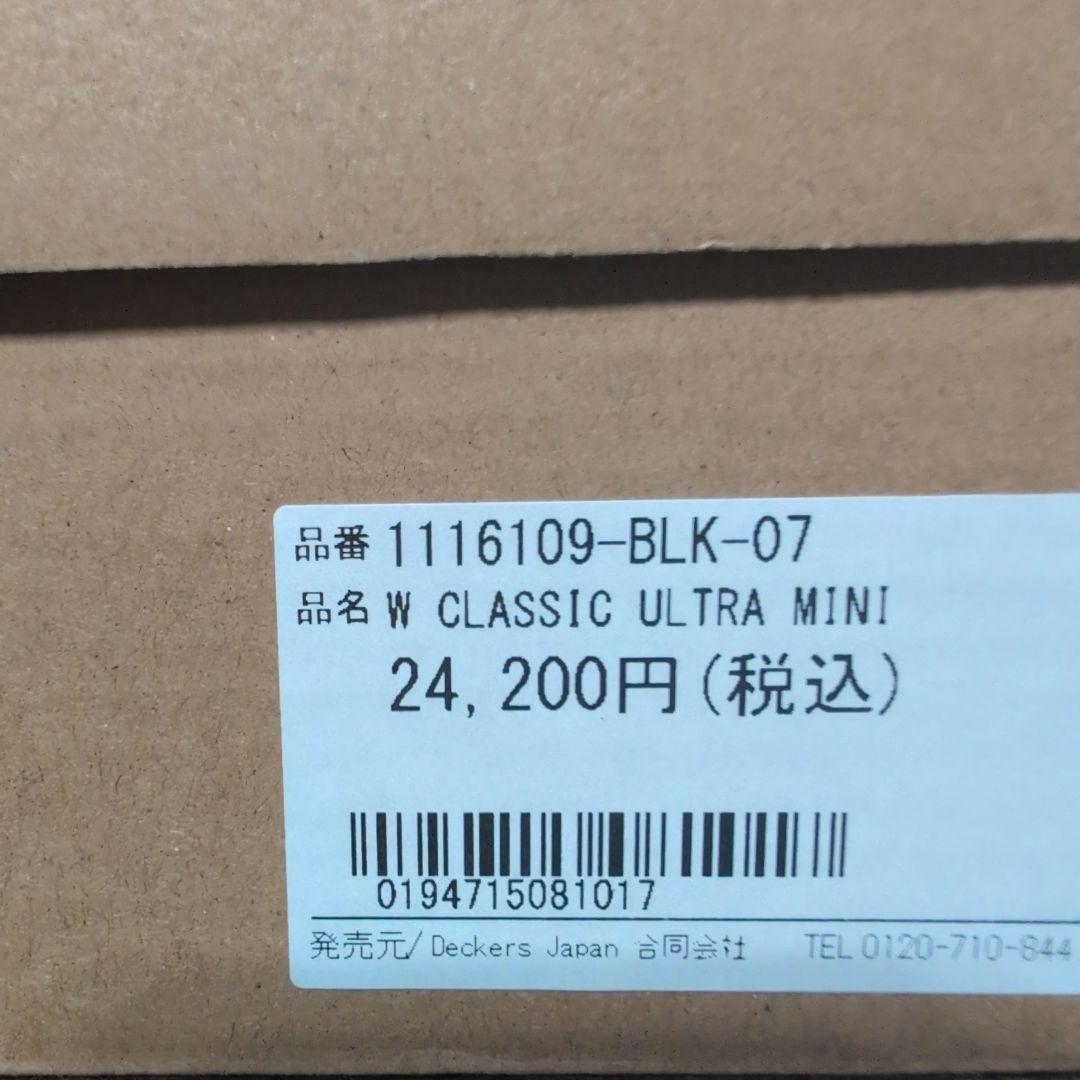 品番 1116109-BLK-07
品名 W CLASSIC ULTRA MINI
24,200円(税込)
0194715081017
発売元/Deckers Japan 合同会社 TEL 0120-710-844